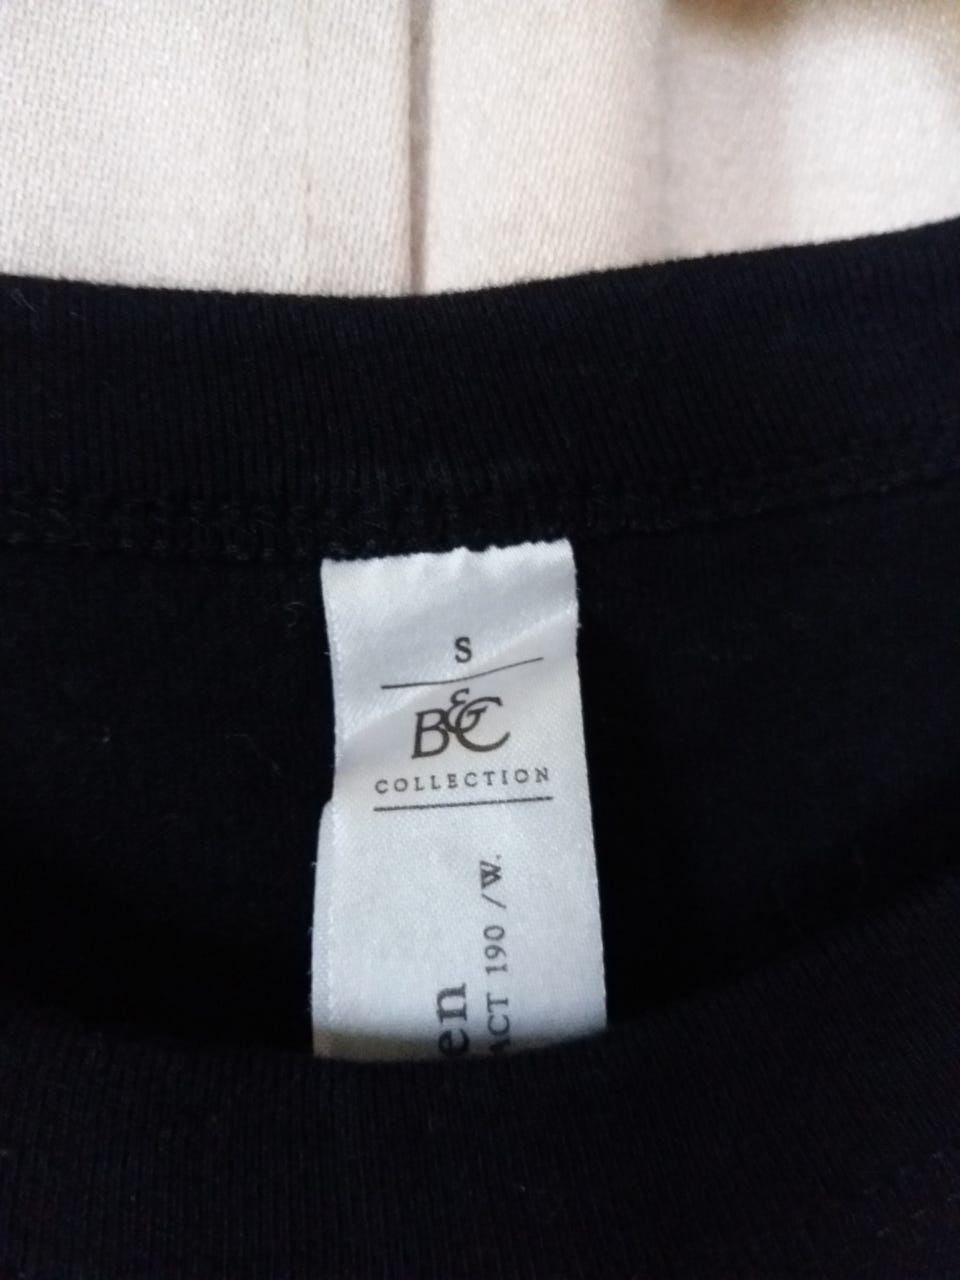 S
B&C
COLLECTION
en
ACT 190 /W.